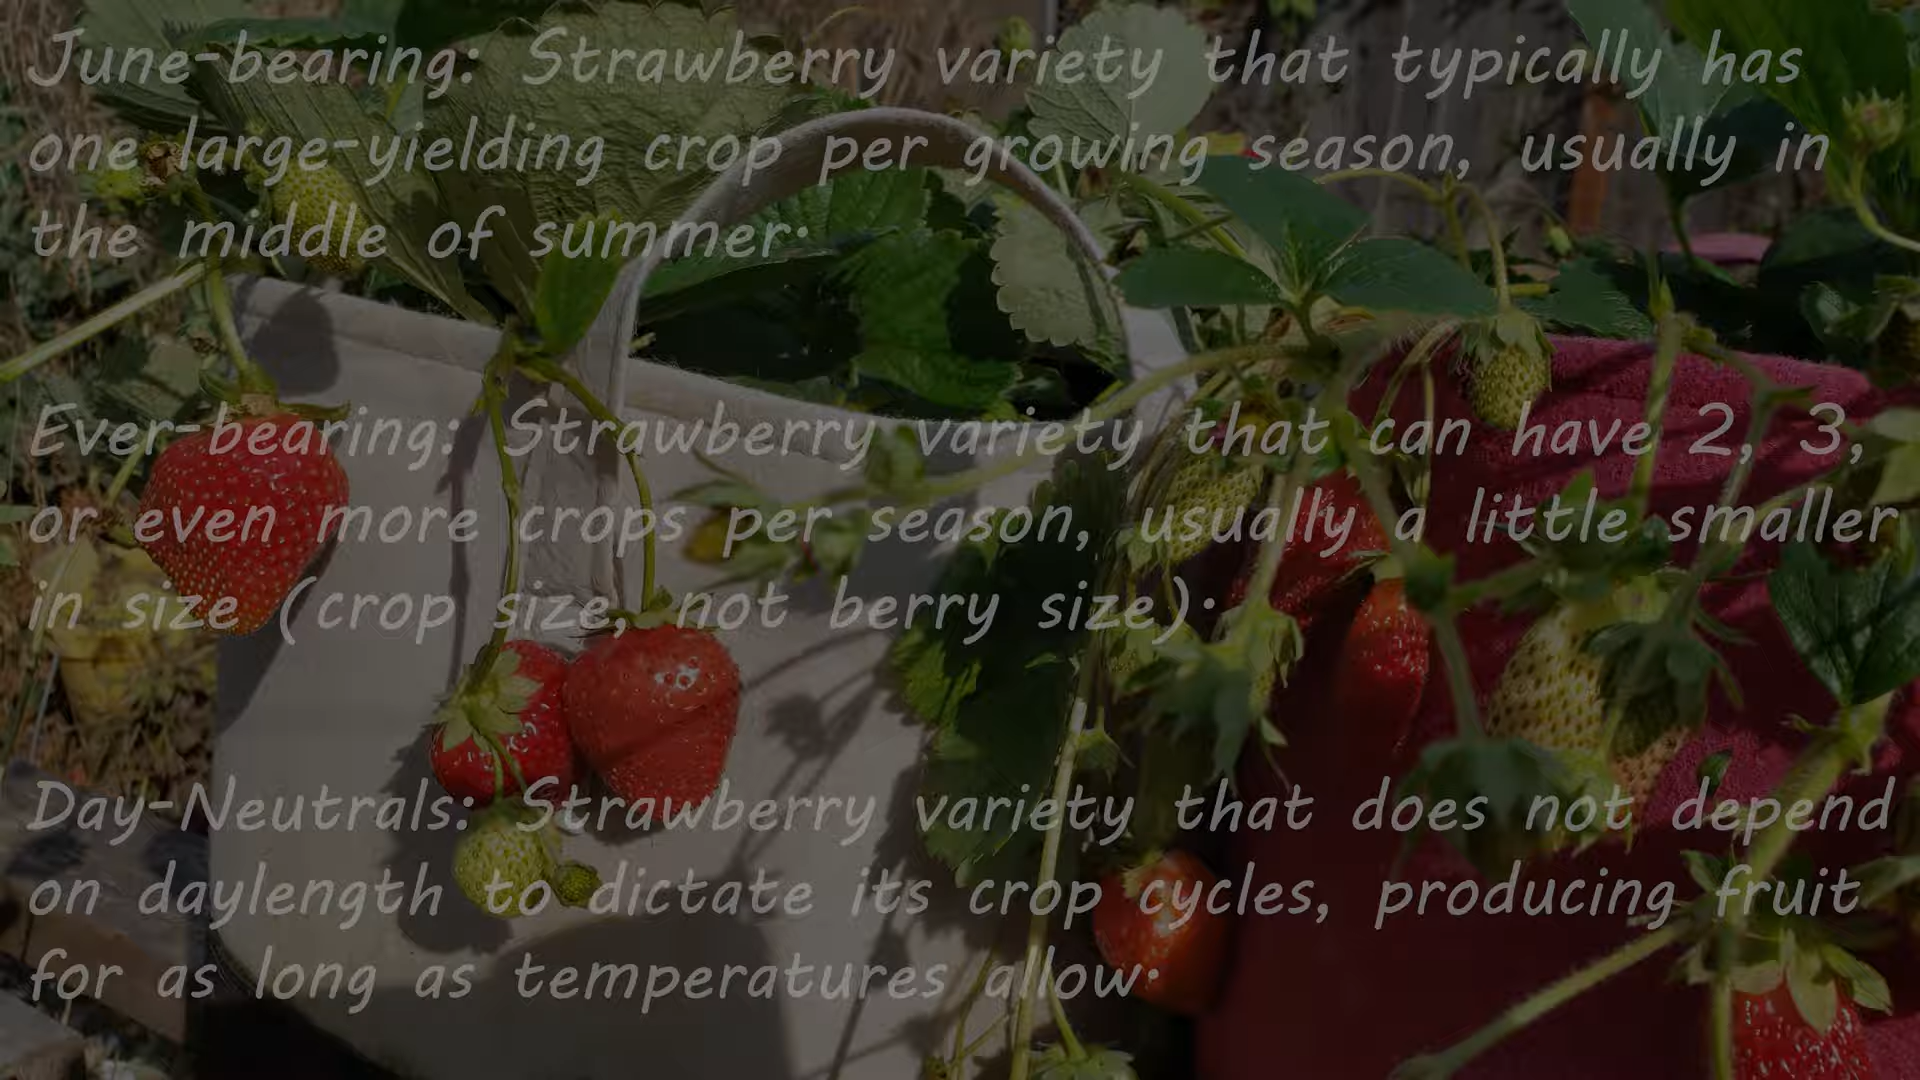 June-bearing: Strawberry variety that typically has
one large-yielding crop per growing season, usually in
the middle of summer.
Ever-bearing: Strawberry variety that can have 2, 3,
or even more crops per season, usually a little smaller
in size (crop size, not berry size).
Day-Neutrals: Strawberry variety that does not depend
on daylength to dictate its crop cycles, producing fruit
for as long as temperatures allow.